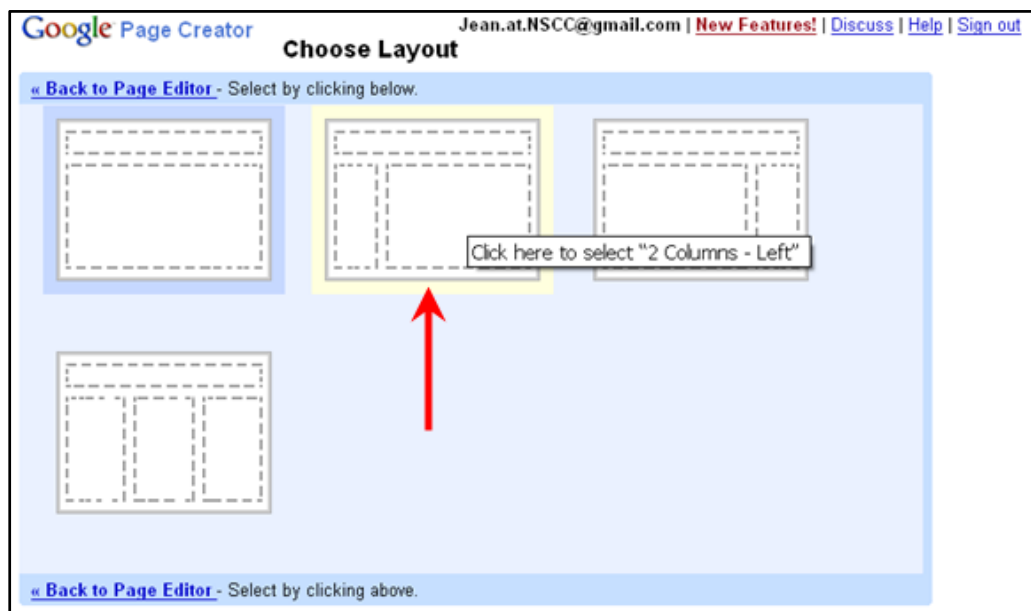 Google Page Creator
Jean.at.NSCC@gmail.com | New Features! | Discuss | Help | Sign out
Choose Layout
« Back to Page Editor - Select by clicking below.
Click here to select “2 Columns - Left”
« Back to Page Editor - Select by clicking above.